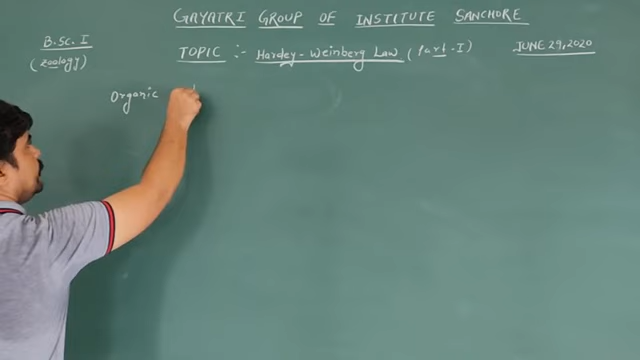 GAYATRI GROUP OF INSTITUTE SANCHORE
B.SC. I
(Zoology)
TOPIC :- Hardey-Weinberg Law (Part-I)
JUNE 29, 2020
Organic